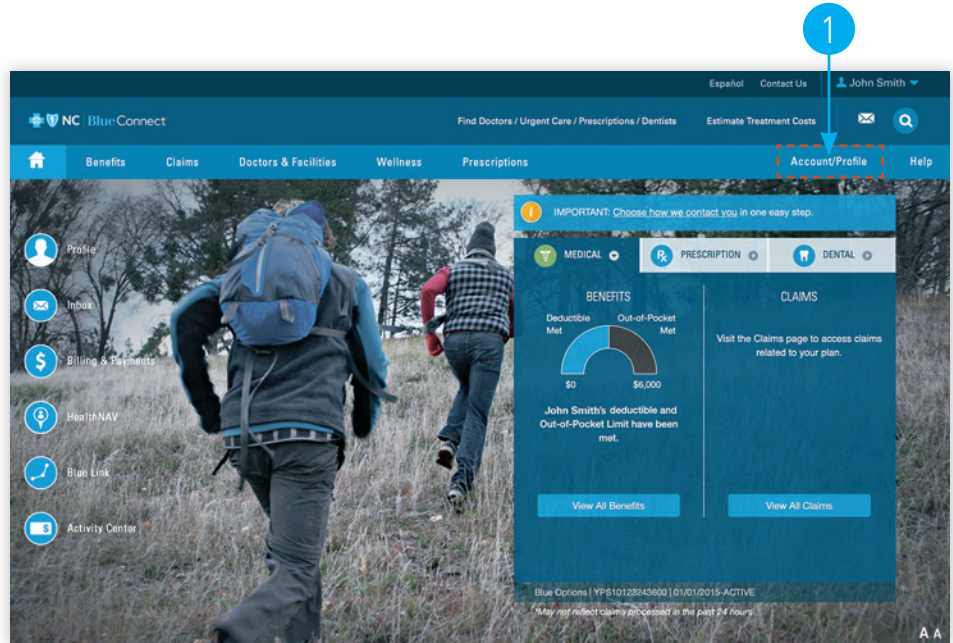 1
Español Contact Us John Smith
NC BlueConnect
Find Doctors / Urgent Care / Prescriptions / Dentists Estimate Treatment Costs
Benefits Claims Doctors & Facilities Wellness Prescriptions Account/Profile Help
Profile
Inbox
Billing & Payments
HealthNAV
Blue Link
Activity Center
IMPORTANT: Choose how we contact you in one easy step.
MEDICAL
Rx PRESCRIPTION
DENTAL
BENEFITS
Deductible Met
Out-of-Pocket Met
$0 $6,000
John Smith's deductible and
Out-of-Pocket Limit have been
met.
View All Benefits
CLAIMS
Visit the Claims page to access claims
related to your plan.
View All Claims
Blue Options | YPS10123243600 | 01/01/2015-ACTIVE
*May not reflect claims processed in the past 24 hours
A A